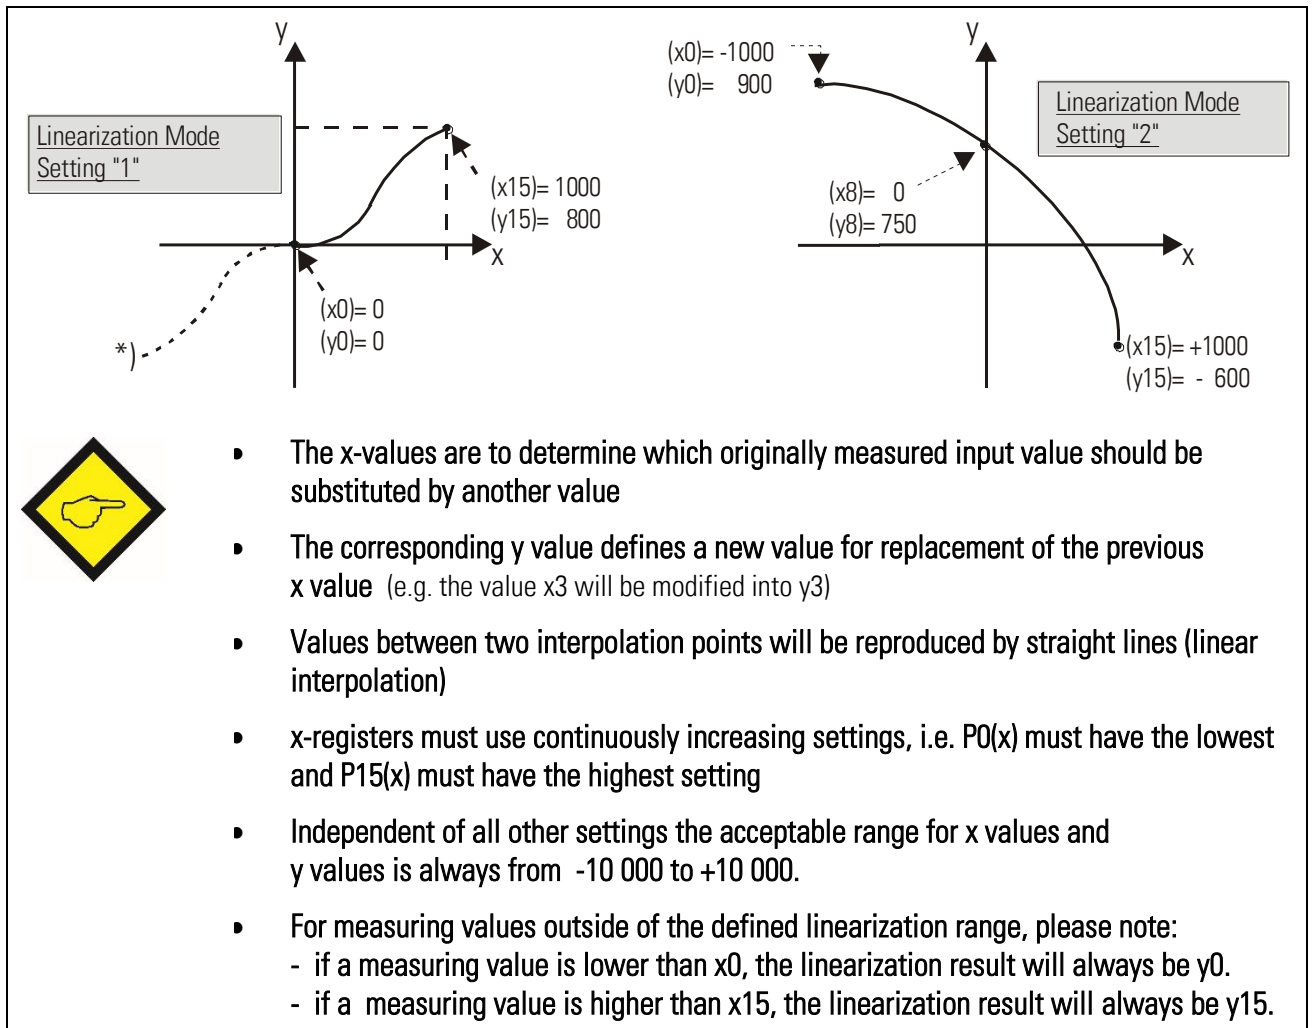 y
Linearization Mode
Setting "1"
(x15)= 1000
(y15)= 800
x
(x0)= 0
(y0)= 0
*)
y
(x0)= -1000
(y0)= 900
Linearization Mode
Setting "2"
(x8)= 0
(y8)= 750
x
(x15)= +1000
(y15)= - 600
• The x-values are to determine which originally measured input value should be
substituted by another value
• The corresponding y value defines a new value for replacement of the previous
x value (e.g. the value x3 will be modified into y3)
• Values between two interpolation points will be reproduced by straight lines (linear
interpolation)
• x-registers must use continuously increasing settings, i.e. P0(x) must have the lowest
and P15(x) must have the highest setting
• Independent of all other settings the acceptable range for x values and
y values is always from -10 000 to +10 000.
• For measuring values outside of the defined linearization range, please note:
- if a measuring value is lower than x0, the linearization result will always be y0.
- if a measuring value is higher than x15, the linearization result will always be y15.